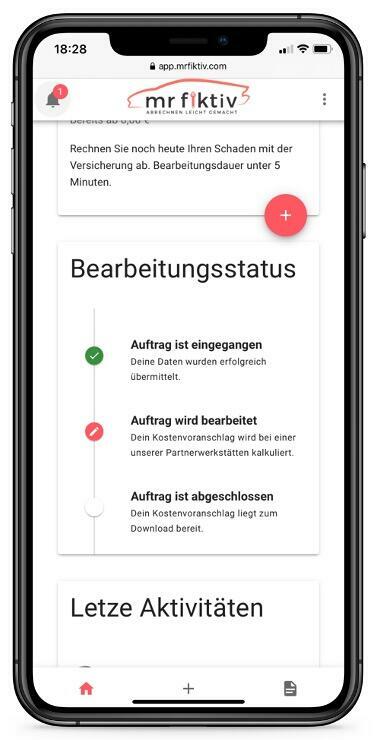 18:28
app.mrfiktiv.com
1
mr fiktiv
ABRECHNEN LEICHT GEMACHT
Bereits ab 0,00 €
Rechnen Sie noch heute Ihren Schaden mit der
Versicherung ab. Bearbeitungsdauer unter 5
Minuten.
Bearbeitungsstatus
Auftrag ist eingegangen
Deine Daten wurden erfolgreich
übermittelt.
Auftrag wird bearbeitet
Dein Kostenvoranschlag wird bei einer
unserer Partnerwerkstätten kalkuliert.
Auftrag ist abgeschlossen
Dein Kostenvoranschlag liegt zum
Download bereit.
Letze Aktivitäten